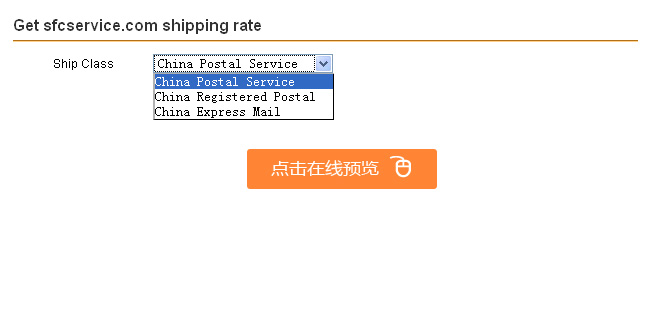 Get sfcservice.com shipping rate
Ship Class
China Postal Service
China Postal Service
China Registered Postal
China Express Mail
点击在线预览